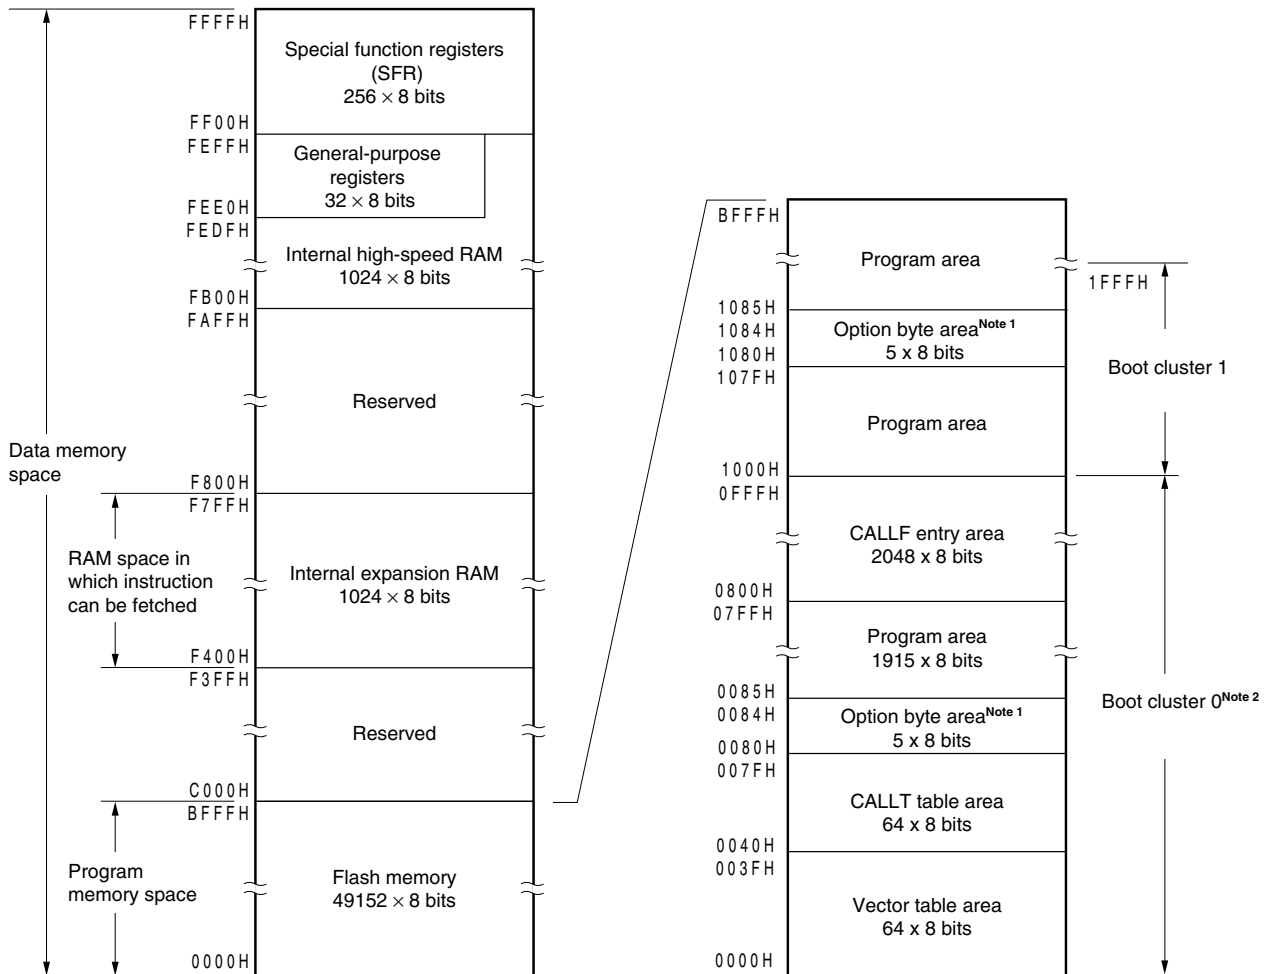 FFFFH
Special function registers
(SFR)
256 × 8 bits
FF00H
FEFFH
General-purpose
registers
32 × 8 bits
FEE0H
FEDFH
Internal high-speed RAM
1024 × 8 bits
FB00H
FAFFH
Reserved
Data memory
space
F800H
F7FFH
RAM space in
which instruction
can be fetched
Internal expansion RAM
1024 × 8 bits
F400H
F3FFH
Reserved
C000H
BFFFH
Program
memory space
Flash memory
49152 × 8 bits
0000H
BFFFH
Program area
1FFFH
1085H
1084H
Option byte area Note 1
5 x 8 bits
1080H
107FH
Boot cluster 1
Program area
1000H
0FFFH
CALLF entry area
2048 x 8 bits
0800H
07FFH
Program area
1915 x 8 bits
0085H
0084H
Option byte area Note 1
5 x 8 bits
Boot cluster 0 Note 2
0080H
007FH
CALLT table area
64 x 8 bits
0040H
003FH
Vector table area
64 x 8 bits
0000H